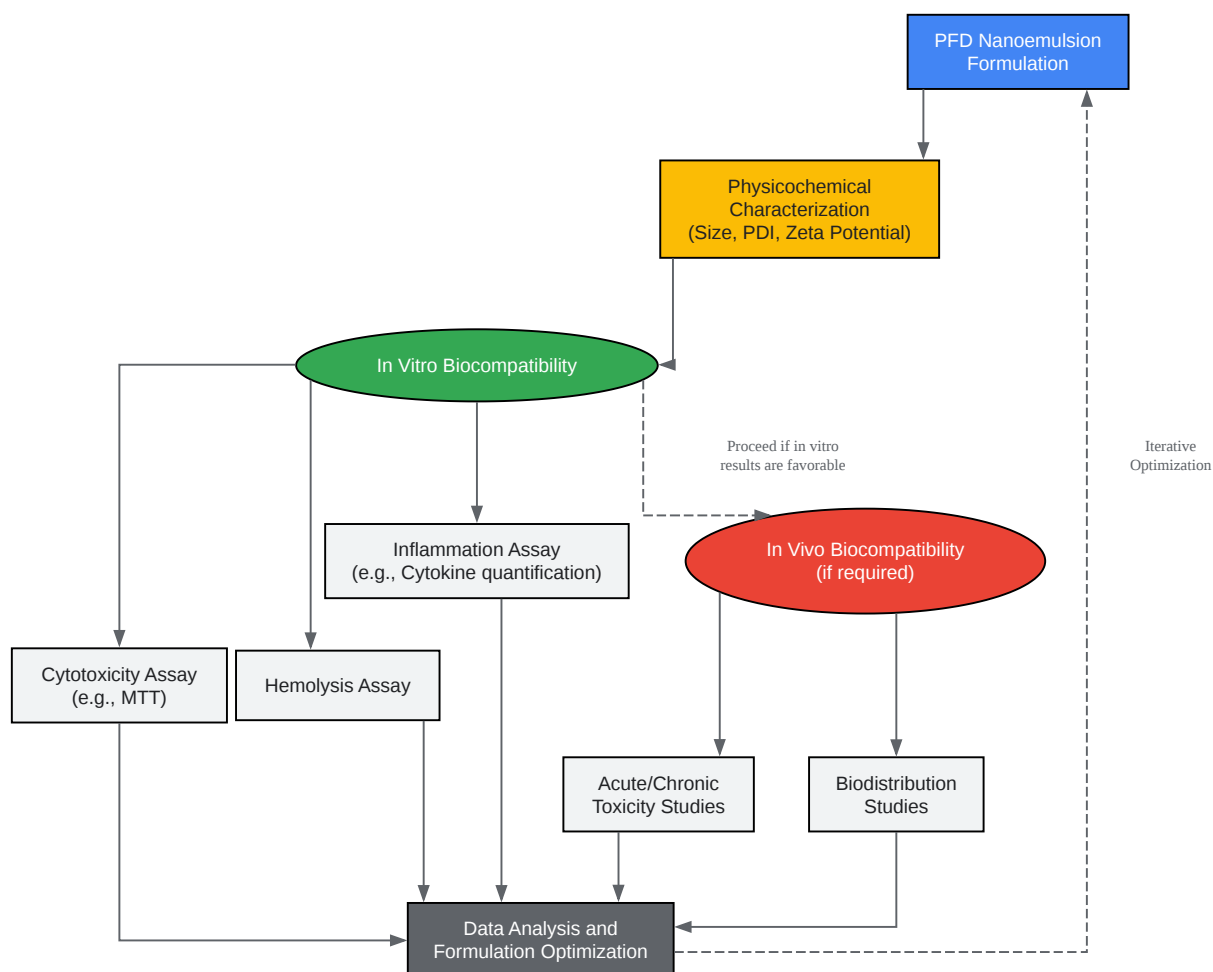 PFD Nanoemulsion
Formulation
Physicochemical
Characterization
(Size, PDI, Zeta Potential)
In Vitro Biocompatibility
Proceed if in vitro
results are favorable
Iterative
Optimization
Inflammation Assay
(e.g., Cytokine quantification)
In Vivo Biocompatibility
(if required)
Cytotoxicity Assay
(e.g., MTT)
Hemolysis Assay
Acute/Chronic
Toxicity Studies
Biodistribution
Studies
Data Analysis and
Formulation Optimization